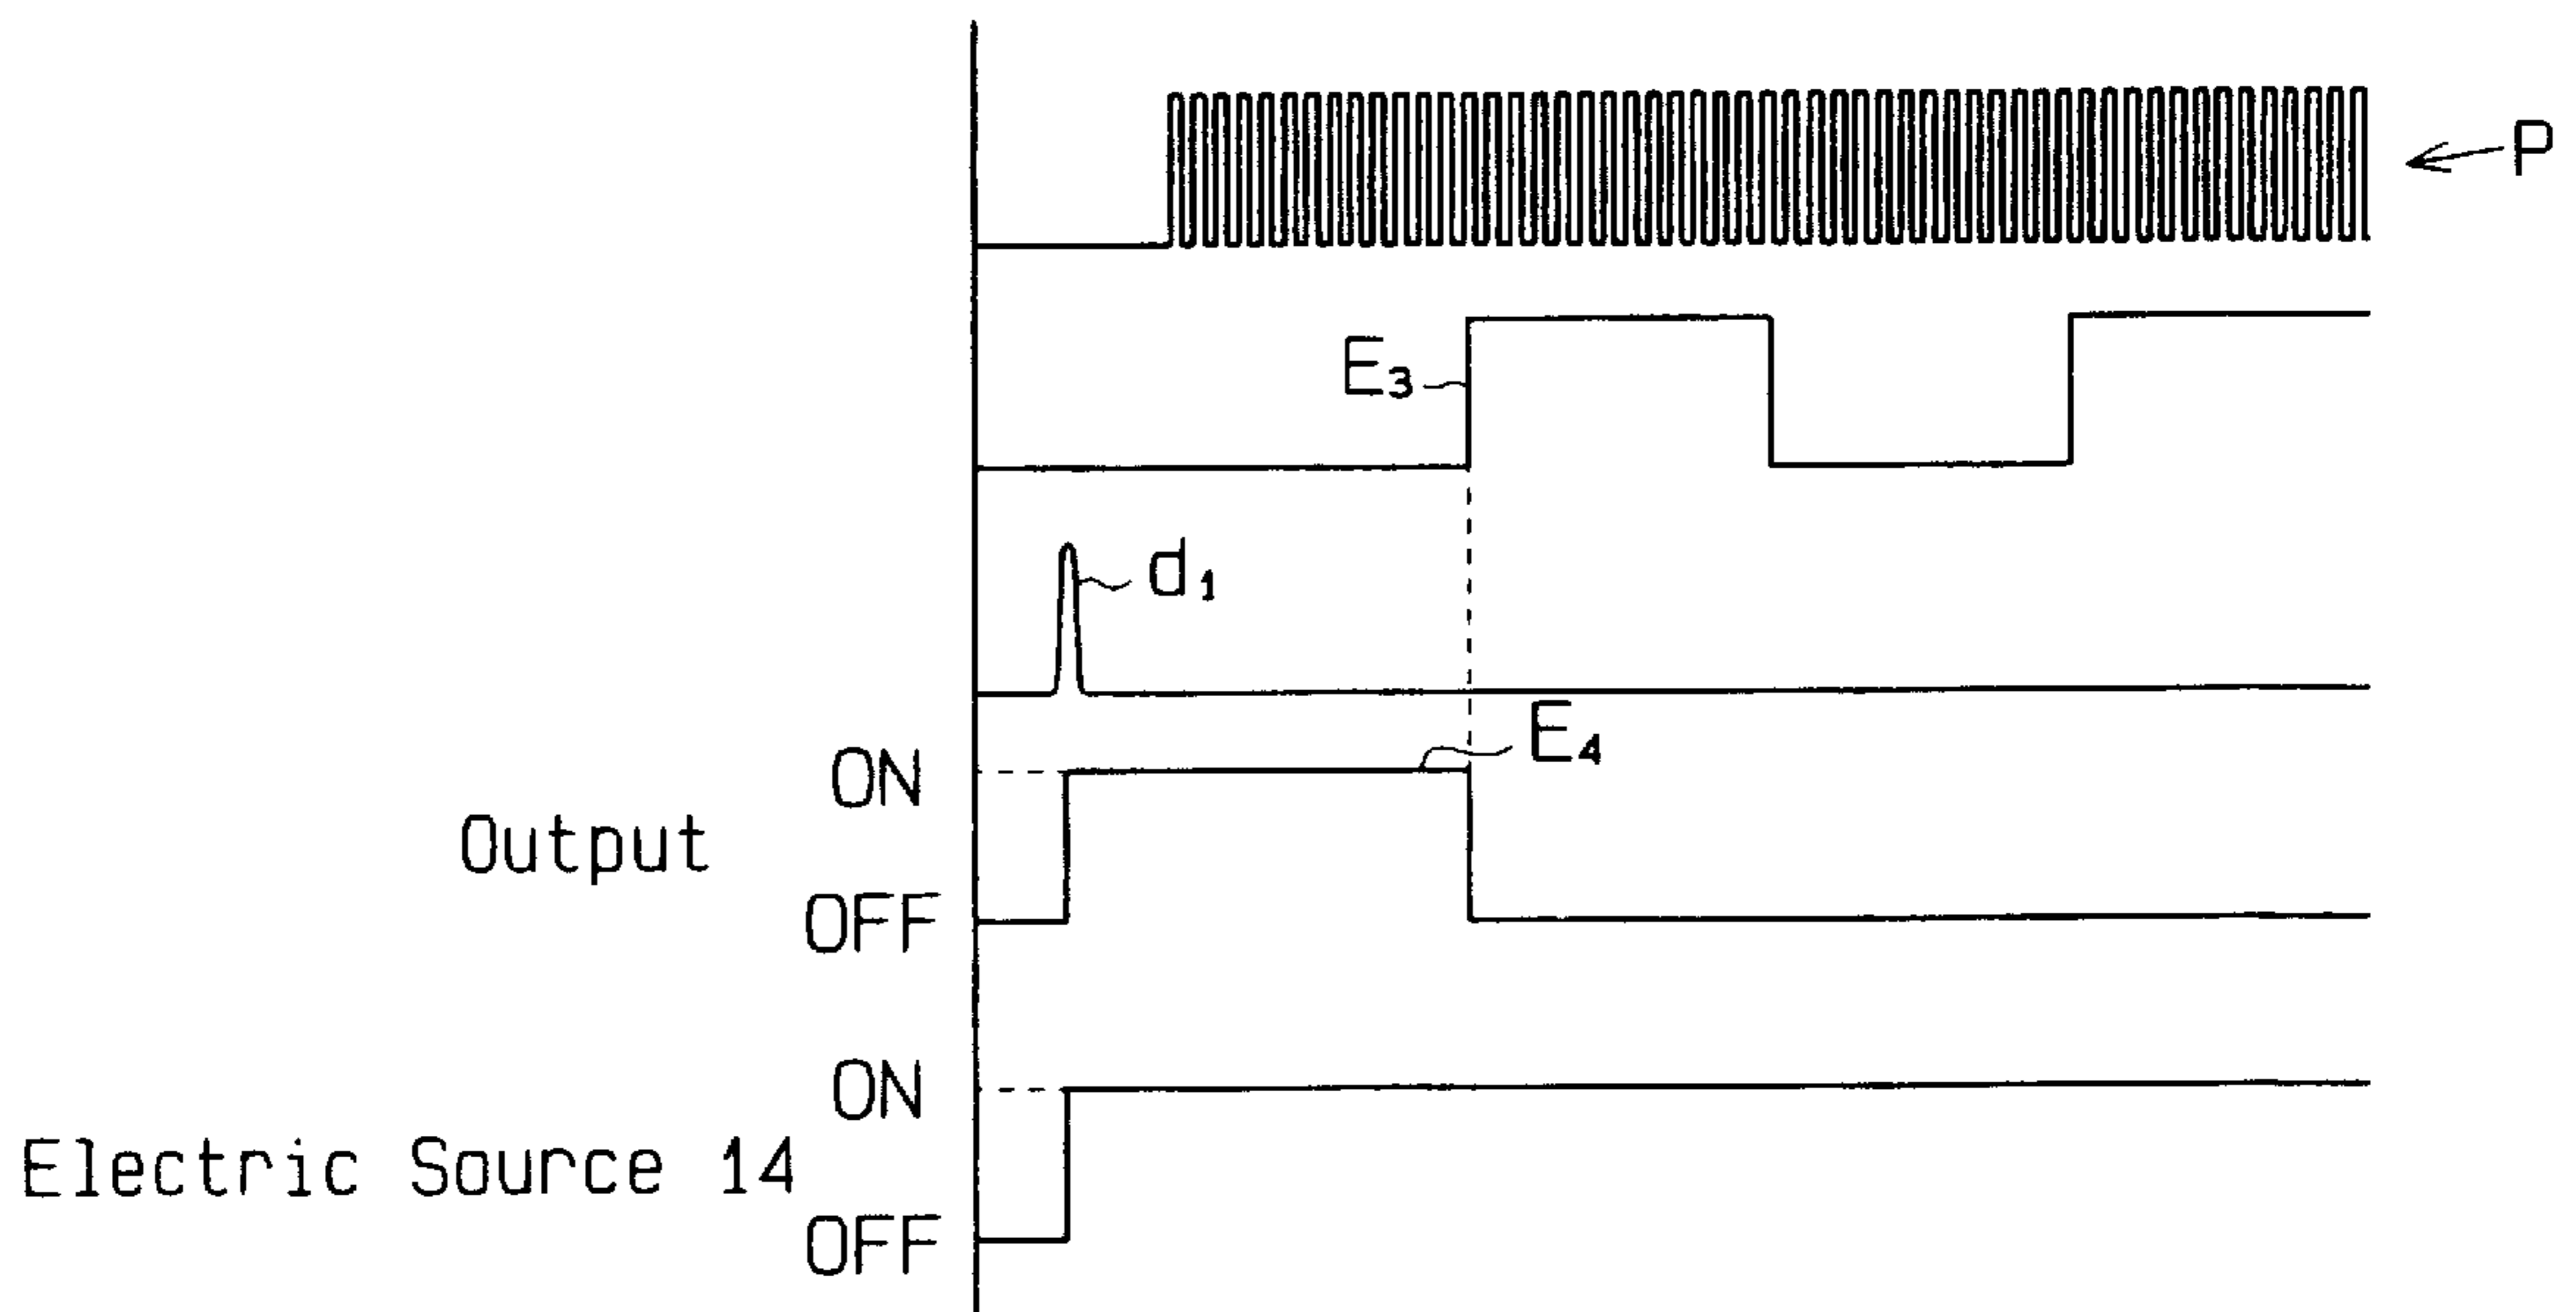 P
E3
d1
E4
ON
Output
OFF
ON
Electric Source 14
OFF